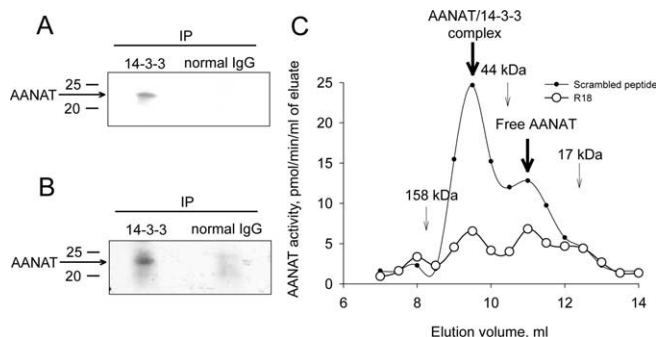 A
IP
14-3-3 normal IgG
25
AANAT
20
B
IP
14-3-3 normal IgG
25
AANAT
20
C
AANAT/14-3-3
complex
44 kDa
Scrambled peptide
R18
Free AANAT
17 kDa
158 kDa
AANAT activity, pmol/min/ml of eluate
25
20
15
10
5
0
6 8 10 12 14
Elution volume, ml